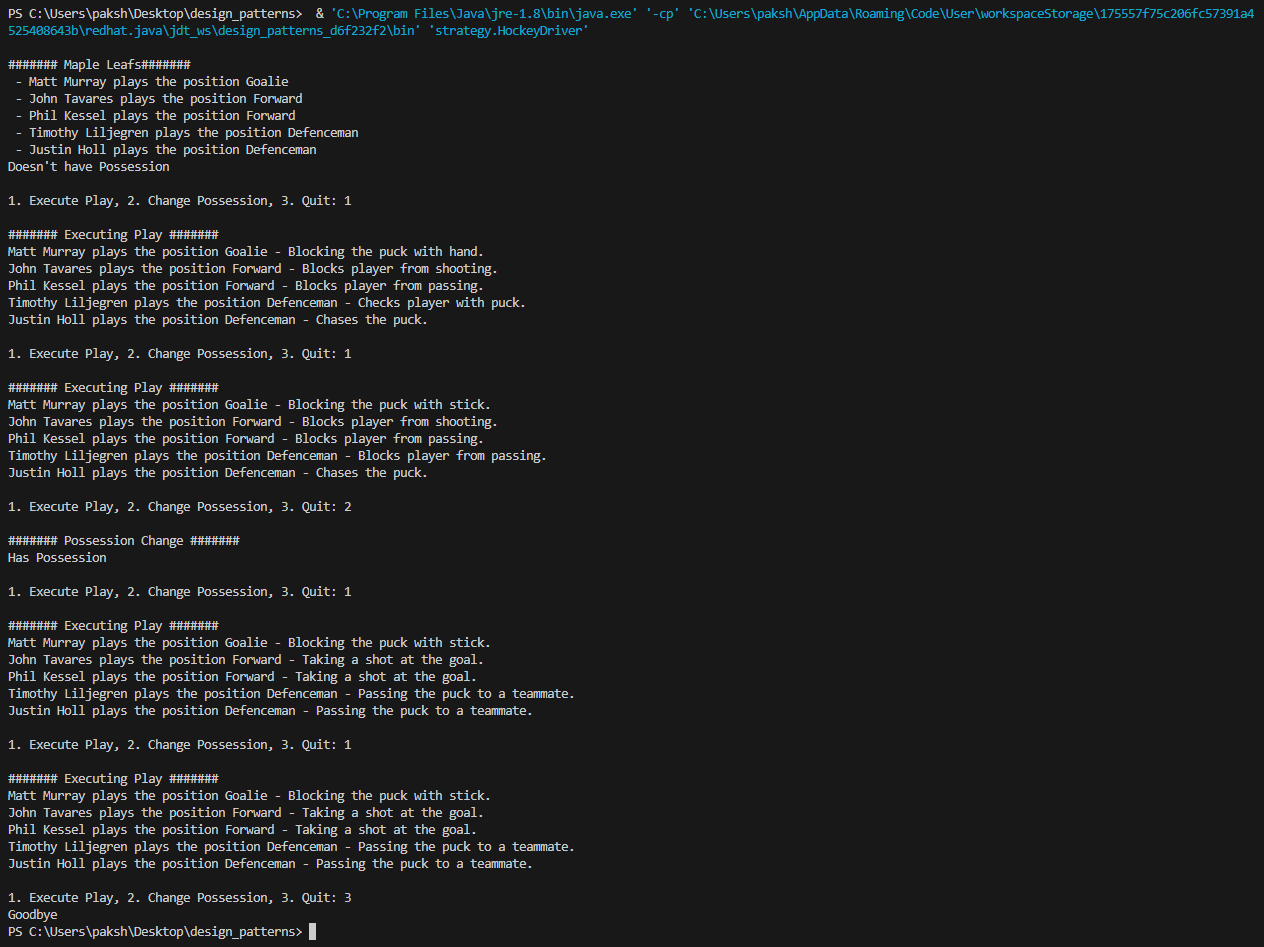 PS C:\Users\paksh\Desktop\design_patterns>  & 'C:\Program Files\Java\jre-1.8\bin\java.exe' '-cp' 'C:\Users\paksh\AppData\Roaming\Code\User\workspaceStorage\175557f75c206fc57391a4
525408643b\redhat.java\jdt_ws\design_patterns_d6f232f2\bin' 'strategy.HockeyDriver'

####### Maple Leafs#######
 - Matt Murray plays the position Goalie
 - John Tavares plays the position Forward
 - Phil Kessel plays the position Forward
 - Timothy Liljegren plays the position Defenceman
 - Justin Holl plays the position Defenceman
Doesn't have Possession

1. Execute Play, 2. Change Possession, 3. Quit: 1

####### Executing Play #######
Matt Murray plays the position Goalie - Blocking the puck with hand.
John Tavares plays the position Forward - Blocks player from shooting.
Phil Kessel plays the position Forward - Blocks player from passing.
Timothy Liljegren plays the position Defenceman - Checks player with puck.
Justin Holl plays the position Defenceman - Chases the puck.

1. Execute Play, 2. Change Possession, 3. Quit: 1

####### Executing Play #######
Matt Murray plays the position Goalie - Blocking the puck with stick.
John Tavares plays the position Forward - Blocks player from shooting.
Phil Kessel plays the position Forward - Blocks player from passing.
Timothy Liljegren plays the position Defenceman - Blocks player from passing.
Justin Holl plays the position Defenceman - Chases the puck.

1. Execute Play, 2. Change Possession, 3. Quit: 2

####### Possession Change #######
Has Possession

1. Execute Play, 2. Change Possession, 3. Quit: 1

####### Executing Play #######
Matt Murray plays the position Goalie - Blocking the puck with stick.
John Tavares plays the position Forward - Taking a shot at the goal.
Phil Kessel plays the position Forward - Taking a shot at the goal.
Timothy Liljegren plays the position Defenceman - Passing the puck to a teammate.
Justin Holl plays the position Defenceman - Passing the puck to a teammate.

1. Execute Play, 2. Change Possession, 3. Quit: 1

####### Executing Play #######
Matt Murray plays the position Goalie - Blocking the puck with stick.
John Tavares plays the position Forward - Taking a shot at the goal.
Phil Kessel plays the position Forward - Taking a shot at the goal.
Timothy Liljegren plays the position Defenceman - Passing the puck to a teammate.
Justin Holl plays the position Defenceman - Passing the puck to a teammate.

1. Execute Play, 2. Change Possession, 3. Quit: 3
Goodbye
PS C:\Users\paksh\Desktop\design_patterns>